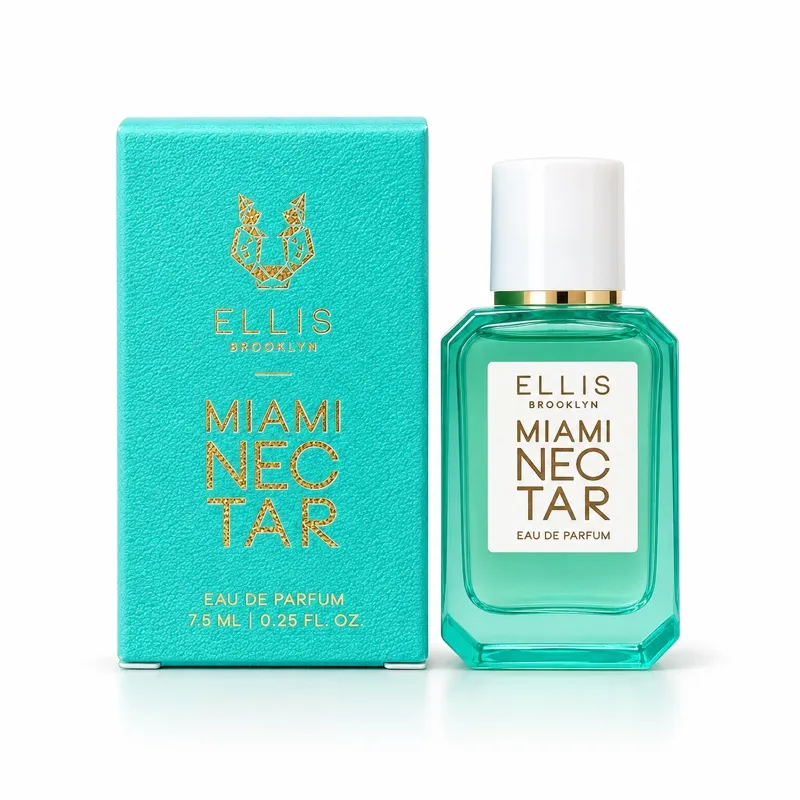 ELLIS
BROOKLYN
MIAMI
NEC
TAR
EAU DE PARFUM
7.5 ML | 0.25 FL. OZ.
ELLIS
BROOKLYN
MIAMI
NEC
TAR
EAU DE PARFUM